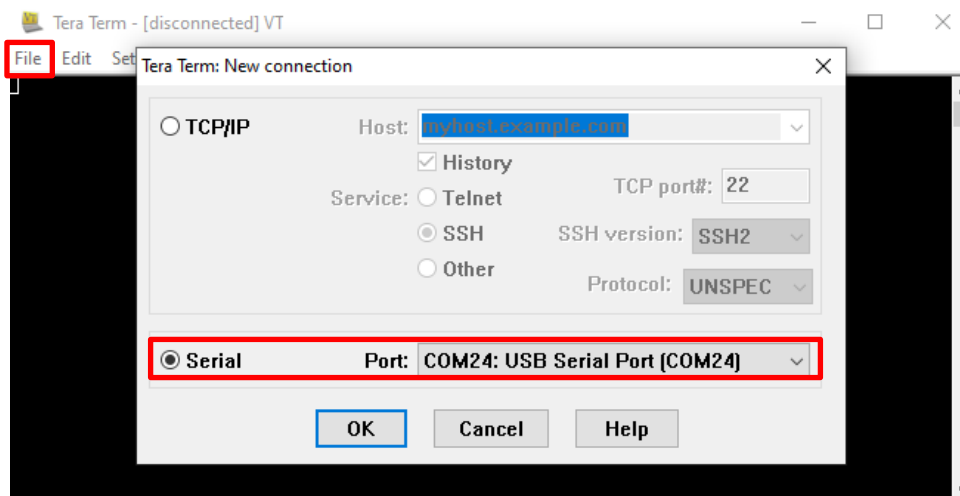 Tera Term - [disconnected] VT
File Edit Set
Tera Term: New connection
TCP/IP Host: myhost.example.com
History
Service: Telnet TCP port#: 22
SSH SSH version: SSH2
Other Protocol: UNSPEC
Serial Port: COM24: USB Serial Port (COM24)
OK Cancel Help